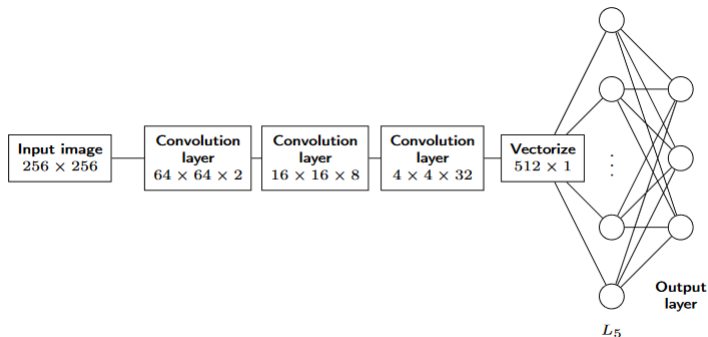 Input image
256 × 256
Convolution
layer
64 × 64 × 2
Convolution
layer
16 × 16 × 8
Convolution
layer
4 × 4 × 32
Vectorize
512 × 1
Output
layer
L₅